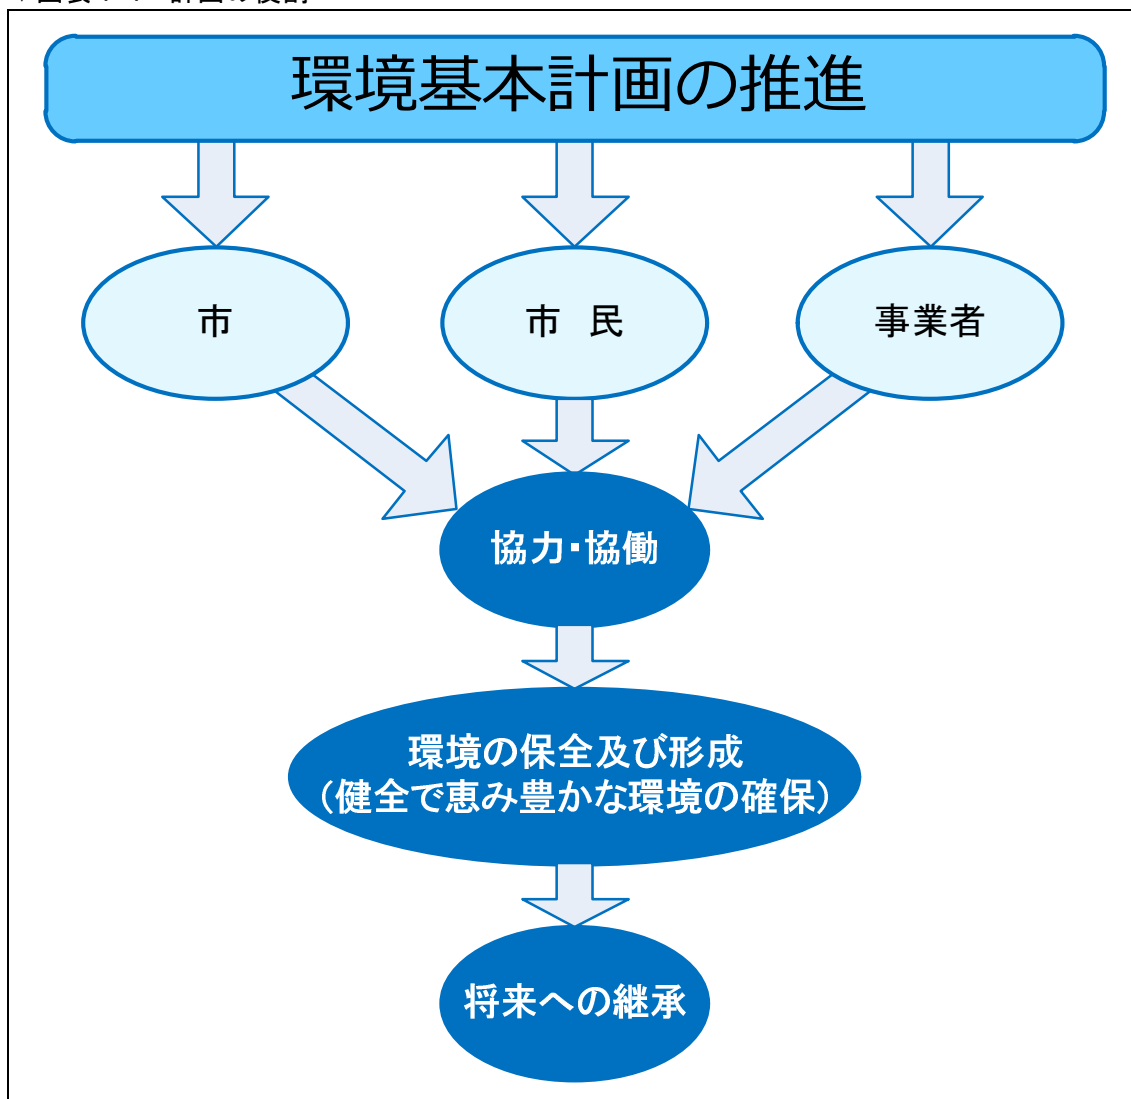 環境基本計画の推進
市
市　民
事業者
協力・協働
環境の保全及び形成
（健全で恵み豊かな環境の確保）
将来への継承